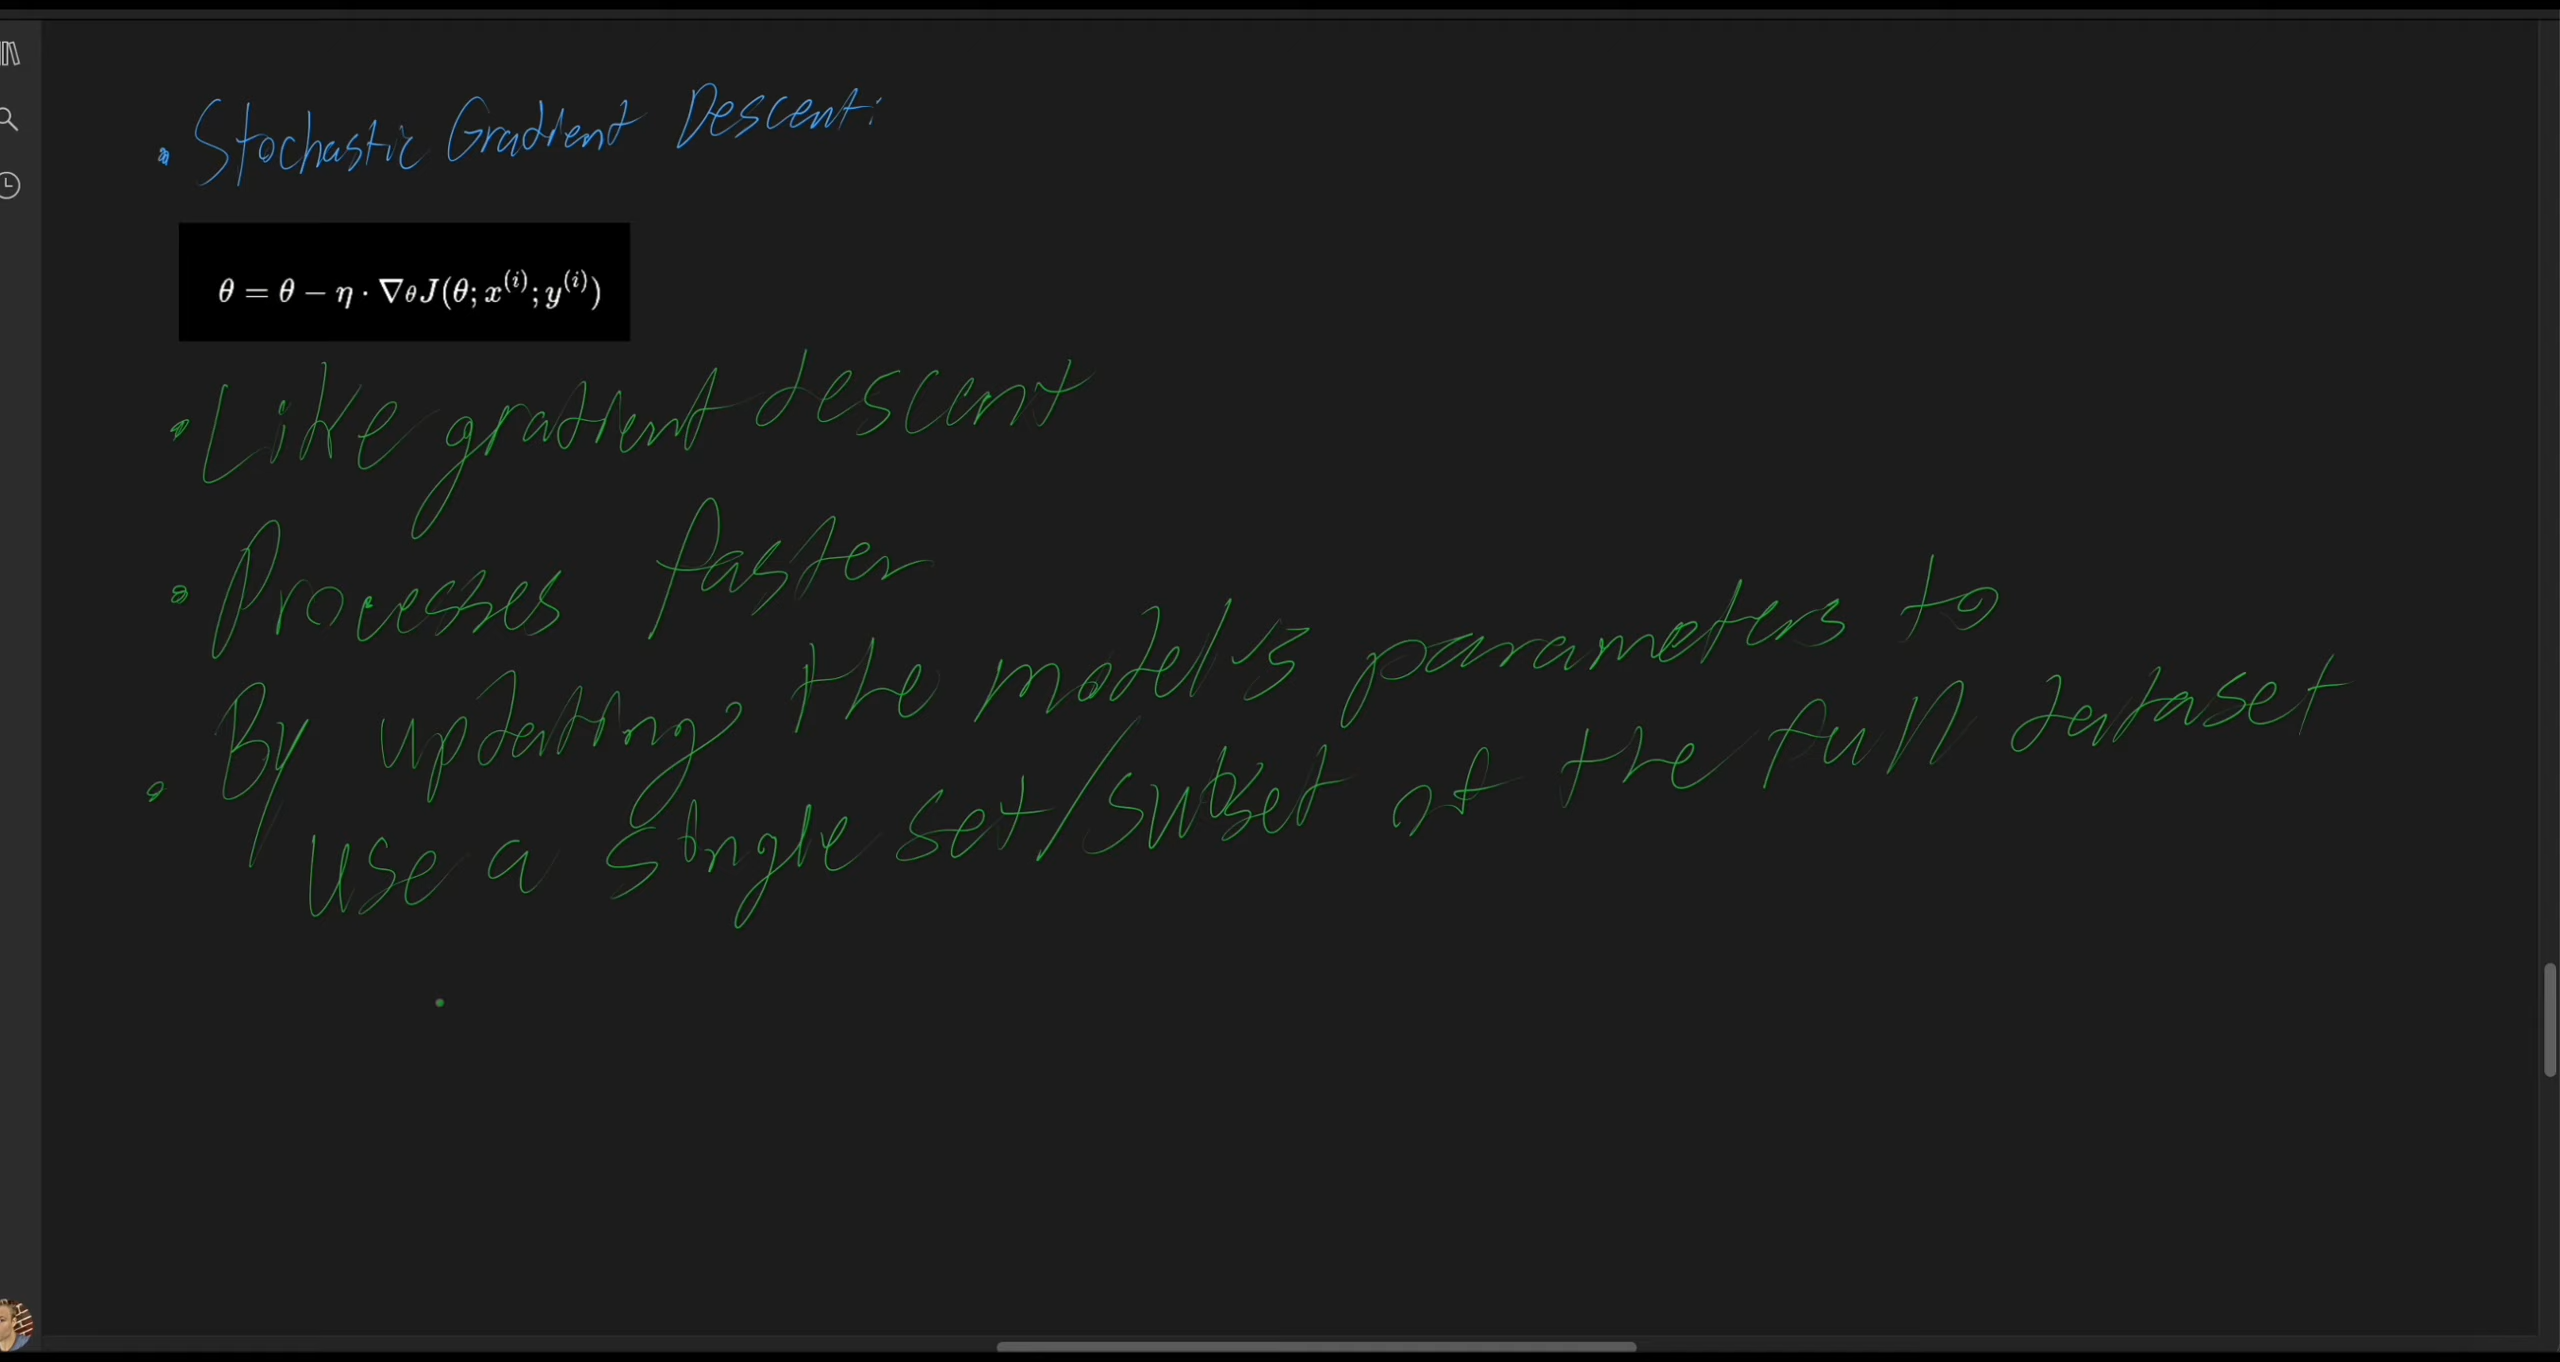 • Stochastic Gradient Descent:
θ = θ − η · ∇θJ(θ; x⁽ⁱ⁾; y⁽ⁱ⁾)
• Like gradient descent
• Processes faster
• By updating the model's parameters to
use a single set/subset of the full dataset